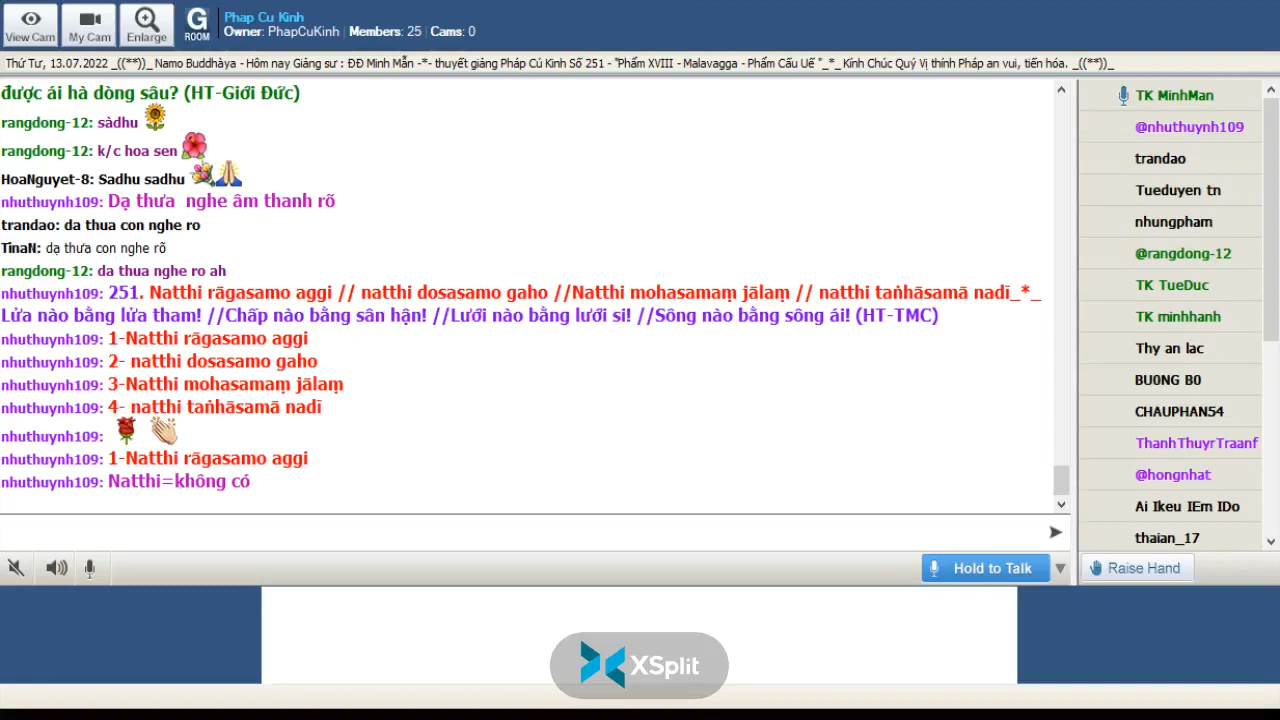 View Cam
My Cam
Enlarge
G
ROOM
Phap Cu Kinh
Owner: PhapCuKinh | Members: 25 | Cams: 0
Thứ Tư, 13.07.2022 _((**))_ Namo Buddhàya - Hôm nay Giảng sư : ĐĐ Minh Mẫn -*- thuyết giảng Pháp Cú Kinh Số 251 - "Phẩm XVIII - Malavagga - Phẩm Cấu Uế "_*_ Kính Chúc Quý Vị thính Pháp an vui, tiến hóa. _((**))_
được ái hà dòng sâu? (HT-Giới Đức)
rangdong-12: sàdhu
rangdong-12: k/c hoa sen
HoaNguyet-8: Sadhu sadhu
nhuthuynh109: Dạ thưa nghe âm thanh rõ
trandao: da thua con nghe ro
TinaN: dạ thưa con nghe rõ
rangdong-12: da thua nghe ro ah
nhuthuynh109: 251. Natthi rāgasamo aggi // natthi dosasamo gaho //Natthi mohasamaṃ jālaṃ // natthi taṅhāsamā nadī_*_
Lửa nào bằng lửa tham! //Chấp nào bằng sân hận! //Lưới nào bằng lưới si! //Sông nào bằng sông ái! (HT-TMC)
nhuthuynh109: 1-Natthi rāgasamo aggi
nhuthuynh109: 2- natthi dosasamo gaho
nhuthuynh109: 3-Natthi mohasamaṃ jālaṃ
nhuthuynh109: 4- natthi taṅhāsamā nadī
nhuthuynh109:
nhuthuynh109: 1-Natthi rāgasamo aggi
nhuthuynh109: Natthi=không có
TK MinhMan
@nhuthuynh109
trandao
Tueduyen tn
nhungpham
@rangdong-12
TK TueDuc
TK minhhanh
Thy an lac
BU0NG B0
CHAUPHAN54
ThanhThuyrTraanf
@hongnhat
Ai Ikeu IEm IDo
thaian_17
Hold to Talk
Raise Hand
XSplit